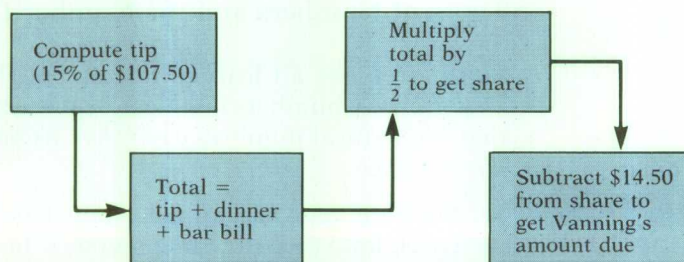 Compute tip
(15% of $107.50)
Total =
tip + dinner
+ bar bill
Multiply
total by
1/2 to get share
Subtract $14.50
from share to
get Vanning's
amount due